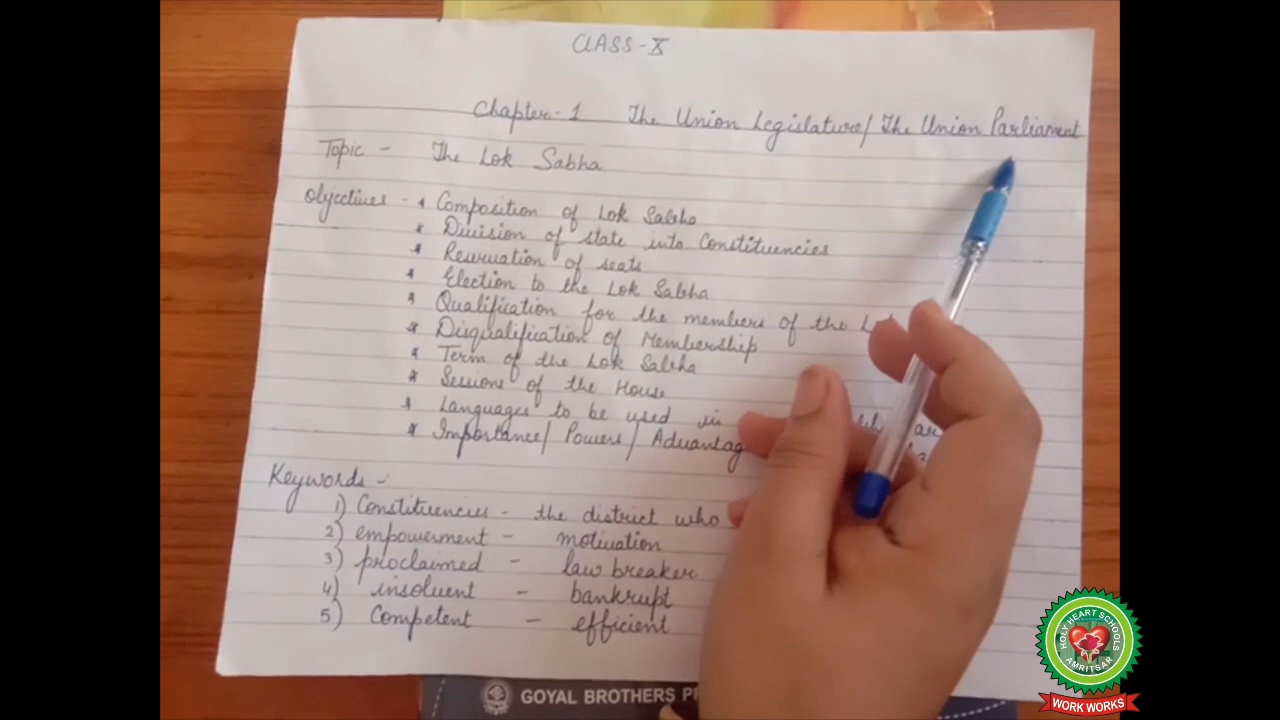 CLASS - X
Chapter - 1 The Union Legislature/ The Union Parliament
Topic - The Lok Sabha
Objectives - * Composition of Lok Sabha
* Division of state into Constituencies
* Reservation of seats
* Election to the Lok Sabha
* Qualification for the members of the
* Disqualification of Membership
* Term of the Lok Sabha
* Sessions of the House
* Languages to be used in
* Importance/ Powers/
Keywords -
1) Constituencies - the district who
2) empowerment - motivation
3) proclaimed - law breaker
4) insolvent - bankrupt
5) Competent - efficient
GOYAL BROTHERS
HOLY HEART SCHOOLS
AMRITSAR
WORK WORKS